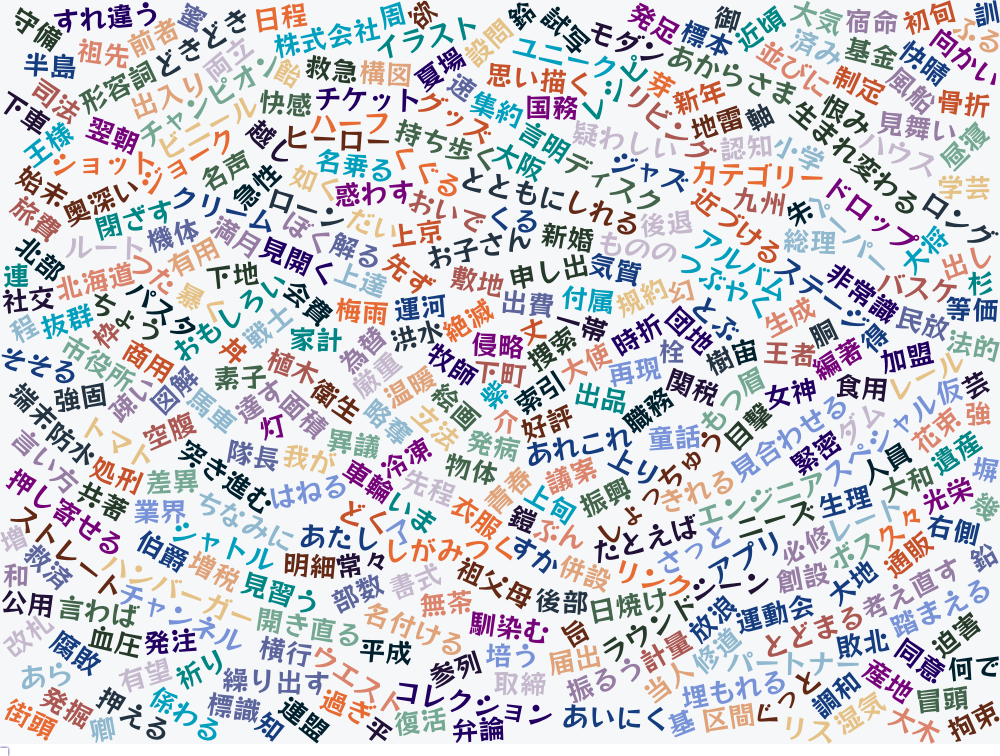 守備
すれ違う
祖先
前者
蜜
どきどき
日程
株式会社
周
欲
イラスト
設問
鈴
試写
モダン
発足
標本
御
近頃
大気
宿命
初旬
訓
ふる
半島
形容詞
両立
飴
救急
構図
夏場
速
ユニーク
思い描く
芽
あからさま
並びに
済み
基金
快晴
向かい
司法
出入り
チャンピオン
快感
チケット
グッズ
集約
国務
リビング
新年
制定
風船
骨折
下車
王様
翌朝
ビニール
越し
ハーフ
ヒーロー
持ち歩く
言明
疑わしい
地雷
軸
生まれ変わる
恨み
見舞い
ハウス
ショット
ジョーク
名声
名乗る
くぐる
大阪
ディスク
ジャズ
認知
小学
カテゴリー
学芸
始末
奥深い
如く
惑わす
とともに
しれる
九州
朱
ドロップ
ロング
旅費
閉ざす
クリーム
ローン
ぼく
だい
おいで
くる
後退
近づける
ペーパー
大将
北部
ルート
機体
満月
解る
上京
お子さん
新婚
ものの
アルバム
総理
出し
連
北海道
つた
有用
下地
見開く
上達
先ず
敷地
申し出
気質
つぶやく
ステージ
非常識
バスケ
杉
社交
ちょう
パスタ
暴く
おもしろい
会費
梅雨
運河
出費
付属
規約
幻
とぶ
生成
等価
程
抜群
枠
戦士
家計
為替
洪水
絶滅
丈
一帯
時折
団地
胴
得
民放
そそる
市役所
商用
丼
植木
厳重
牧師
侵略
捜索
大使
栓
樹宙
王者
編著
加盟
法的
端末
強固
図
素子
衛生
温暖
下町
紫
索引
再現
関税
眉
女神
食用
レール
仮
芸
防水
トマト
空腹
馬車
達す
面積
灯
略奪
絵画
立法
介
好評
出品
職務
もつ
目撃
見合わせる
ダム
スペシャル
花束
強
言い方
処刑
差異
突き進む
隊長
我が
異議
冷凍
発病
あれこれ
童話
緊密
人員
大和
遺産
堀
押し寄せる
共著
業界
ちなみに
はねる
車輪
先程
物体
著者
議案
上り
しょっちゅう
きれる
エンジニア
生理
光栄
ストレート
伯爵
シャトル
あたし
どく
いま
衣服
鎧
上旬
振興
たとえば
ニーズ
レート
久々
右側
増
救済
ハンバーガー
増税
明細
常々
しがみつく
すか
ぶん
さっと
アプリ
必修
ボス
通販
鉛
和
チャンネル
見習う
部数
書式
祖父母
併設
リンク
シーン
創設
大地
考え直す
公用
言わば
開き直る
名付ける
無茶
後部
日焼け
ラウンド
放浪
運動会
踏まえる
改札
腐敗
血圧
発注
横行
平成
馴染む
缶
計量
修道
とどまる
敗北
迫害
あら
有望
祈り
繰り出す
ウエスト
参列
培う
届出
振るう
当人
パートナー
同意
何で
街頭
発掘
卿
押える
係わる
標識
知
連盟
過ぎ
平
コレクション
復活
弁論
取締
あいにく
基
埋もれる
区間
ぐっと
リズ
調和
湿気
産地
冒頭
大木
拘束